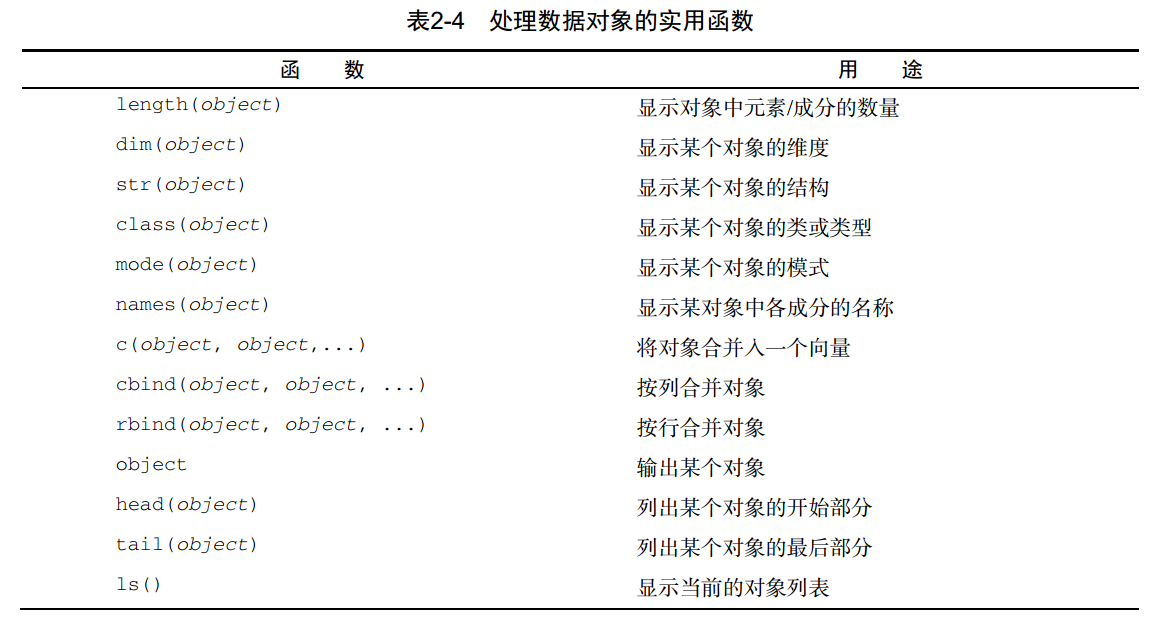 表2-4 处理数据对象的实用函数
函 数 用 途
length(object) 显示对象中元素/成分的数量
dim(object) 显示某个对象的维度
str(object) 显示某个对象的结构
class(object) 显示某个对象的类或类型
mode(object) 显示某个对象的模式
names(object) 显示某对象中各成分的名称
c(object, object,...) 将对象合并入一个向量
cbind(object, object, ...) 按列合并对象
rbind(object, object, ...) 按行合并对象
object 输出某个对象
head(object) 列出某个对象的开始部分
tail(object) 列出某个对象的最后部分
ls() 显示当前的对象列表